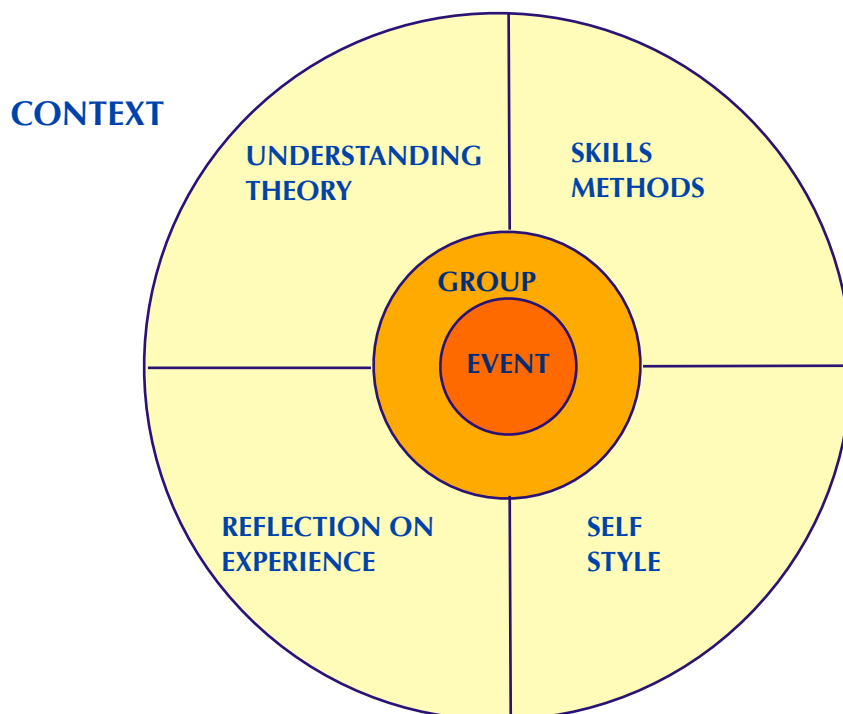 CONTEXT
UNDERSTANDING
THEORY
SKILLS
METHODS
GROUP
EVENT
REFLECTION ON
EXPERIENCE
SELF
STYLE